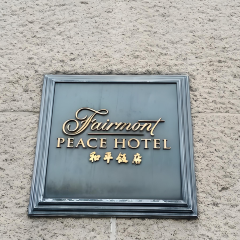 Fairmont
PEACE HOTEL
和平饭店